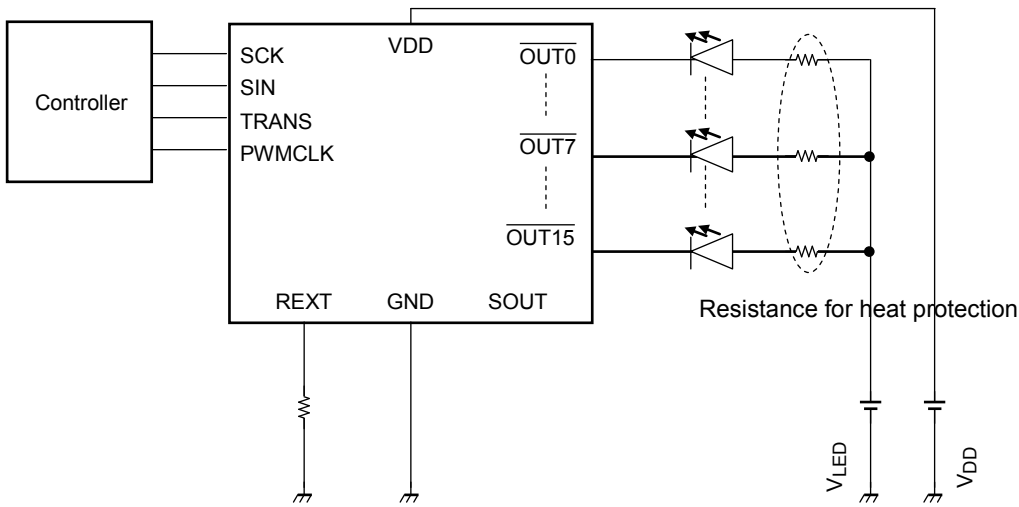 Controller
SCK
SIN
TRANS
PWMCLK
VDD
OUT0
OUT7
OUT15
REXT GND SOUT
Resistance for heat protection
VLED
VDD